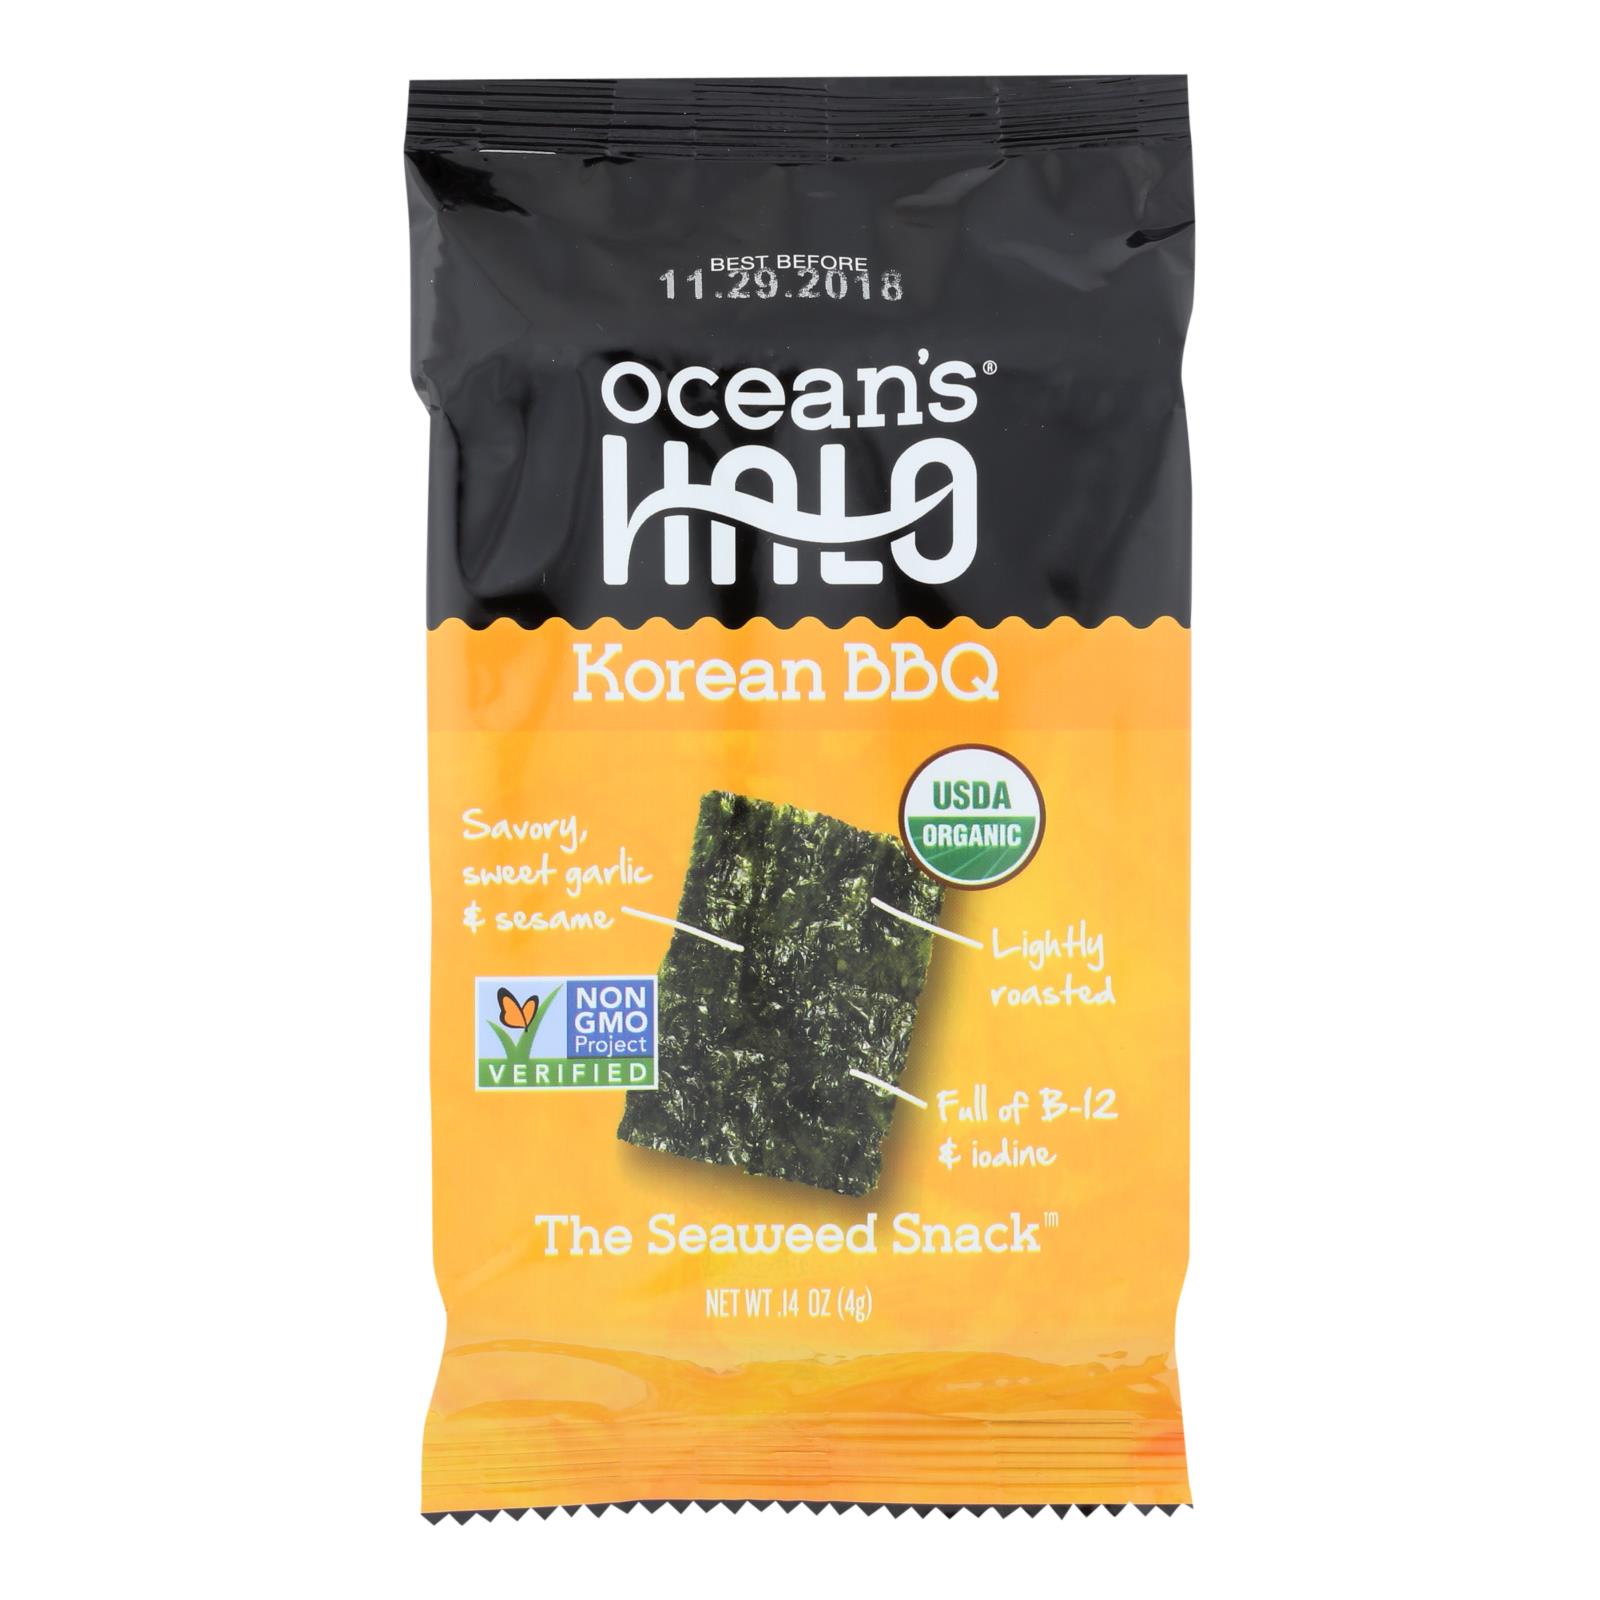 BEST BEFORE
11.29.2018
ocean's®
HALO
Korean BBQ
USDA
ORGANIC
Savory,
sweet garlic
& sesame
Lightly
roasted
NON
GMO
Project
VERIFIED
Full of B-12
& iodine
The Seaweed Snack™
NET WT .14 OZ (4g)